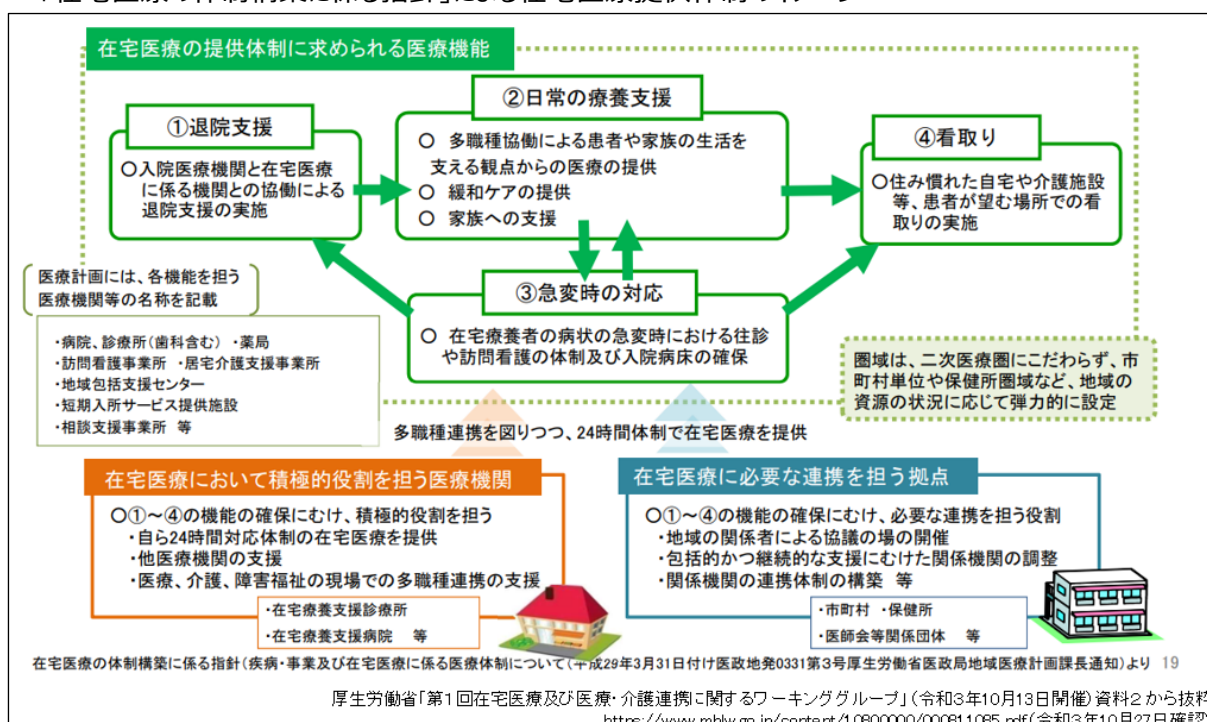 在宅医療の提供体制に求められる医療機能
①退院支援
○入院医療機関と在宅医療
に係る機関との協働による
退院支援の実施
②日常の療養支援
○ 多職種協働による患者や家族の生活を
支える観点からの医療の提供
○ 緩和ケアの提供
○ 家族への支援
④看取り
○住み慣れた自宅や介護施設
等、患者が望む場所での看
取りの実施
③急変時の対応
○ 在宅療養者の病状の急変時における往診
や訪問看護の体制及び入院病床の確保
医療計画には、各機能を担う
医療機関等の名称を記載
・病院、診療所(歯科含む) ・薬局
・訪問看護事業所 ・居宅介護支援事業所
・地域包括支援センター
・短期入所サービス提供施設
・相談支援事業所 等
圏域は、二次医療圏にこだわらず、市
町村単位や保健所圏域など、地域の
資源の状況に応じて弾力的に設定
多職種連携を図りつつ、24時間体制で在宅医療を提供
在宅医療において積極的役割を担う医療機関
○①~④の機能の確保にむけ、積極的役割を担う
・自ら24時間対応体制の在宅医療を提供
・他医療機関の支援
・医療、介護、障害福祉の現場での多職種連携の支援
・在宅療養支援診療所
・在宅療養支援病院 等
在宅医療に必要な連携を担う拠点
○①~④の機能の確保にむけ、必要な連携を担う役割
・地域の関係者による協議の場の開催
・包括的かつ継続的な支援にむけた関係機関の調整
・関係機関の連携体制の構築 等
・市町村 ・保健所
・医師会等関係団体 等
在宅医療の体制構築に係る指針(疾病・事業及び在宅医療に係る医療体制について(平成29年3月31日付け医政地発0331第3号厚生労働省医政局地域医療計画課長通知)より 19
厚生労働省「第1回在宅医療及び医療・介護連携に関するワーキンググループ」(令和3年10月13日開催)資料2から抜粋